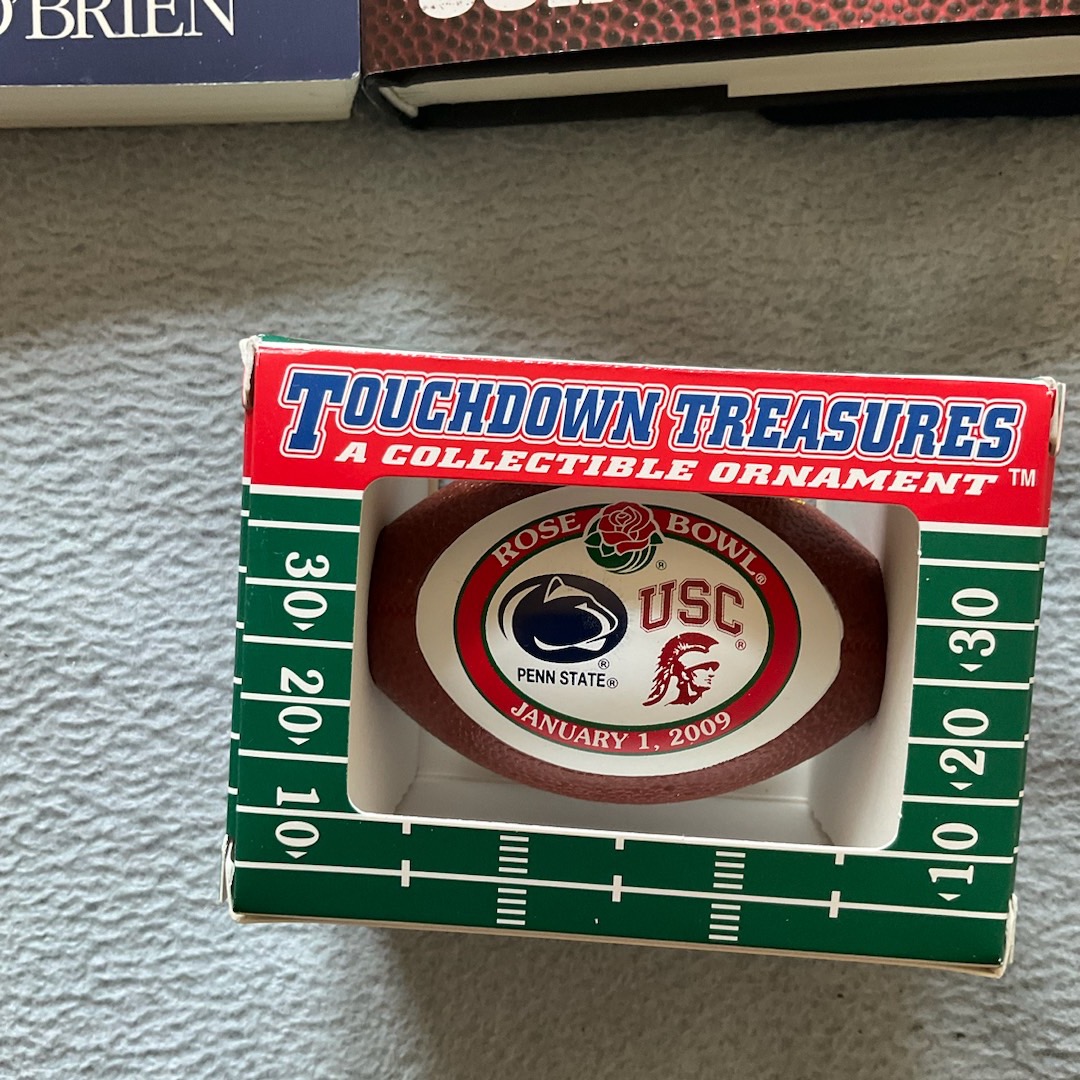 O'BRIEN
TOUCHDOWN TREASURES
A COLLECTIBLE ORNAMENT™
ROSE BOWL®
®
USC
®
PENN STATE®
®
JANUARY 1, 2009
30
20
10
30
20
10